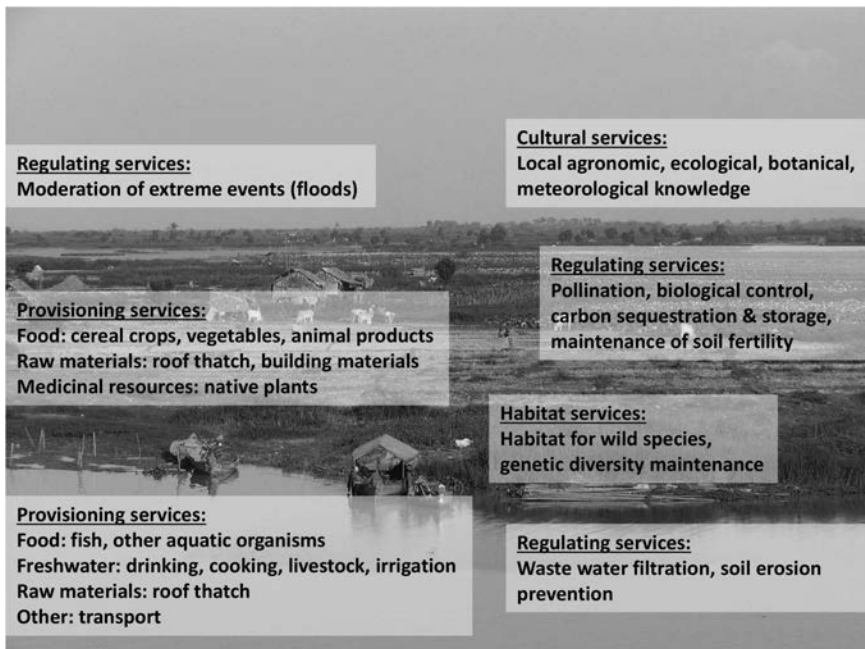 Regulating services:
Moderation of extreme events (floods)
Cultural services:
Local agronomic, ecological, botanical,
meteorological knowledge
Regulating services:
Pollination, biological control,
carbon sequestration & storage,
maintenance of soil fertility
Provisioning services:
Food: cereal crops, vegetables, animal products
Raw materials: roof thatch, building materials
Medicinal resources: native plants
Habitat services:
Habitat for wild species,
genetic diversity maintenance
Provisioning services:
Food: fish, other aquatic organisms
Freshwater: drinking, cooking, livestock, irrigation
Raw materials: roof thatch
Other: transport
Regulating services:
Waste water filtration, soil erosion
prevention